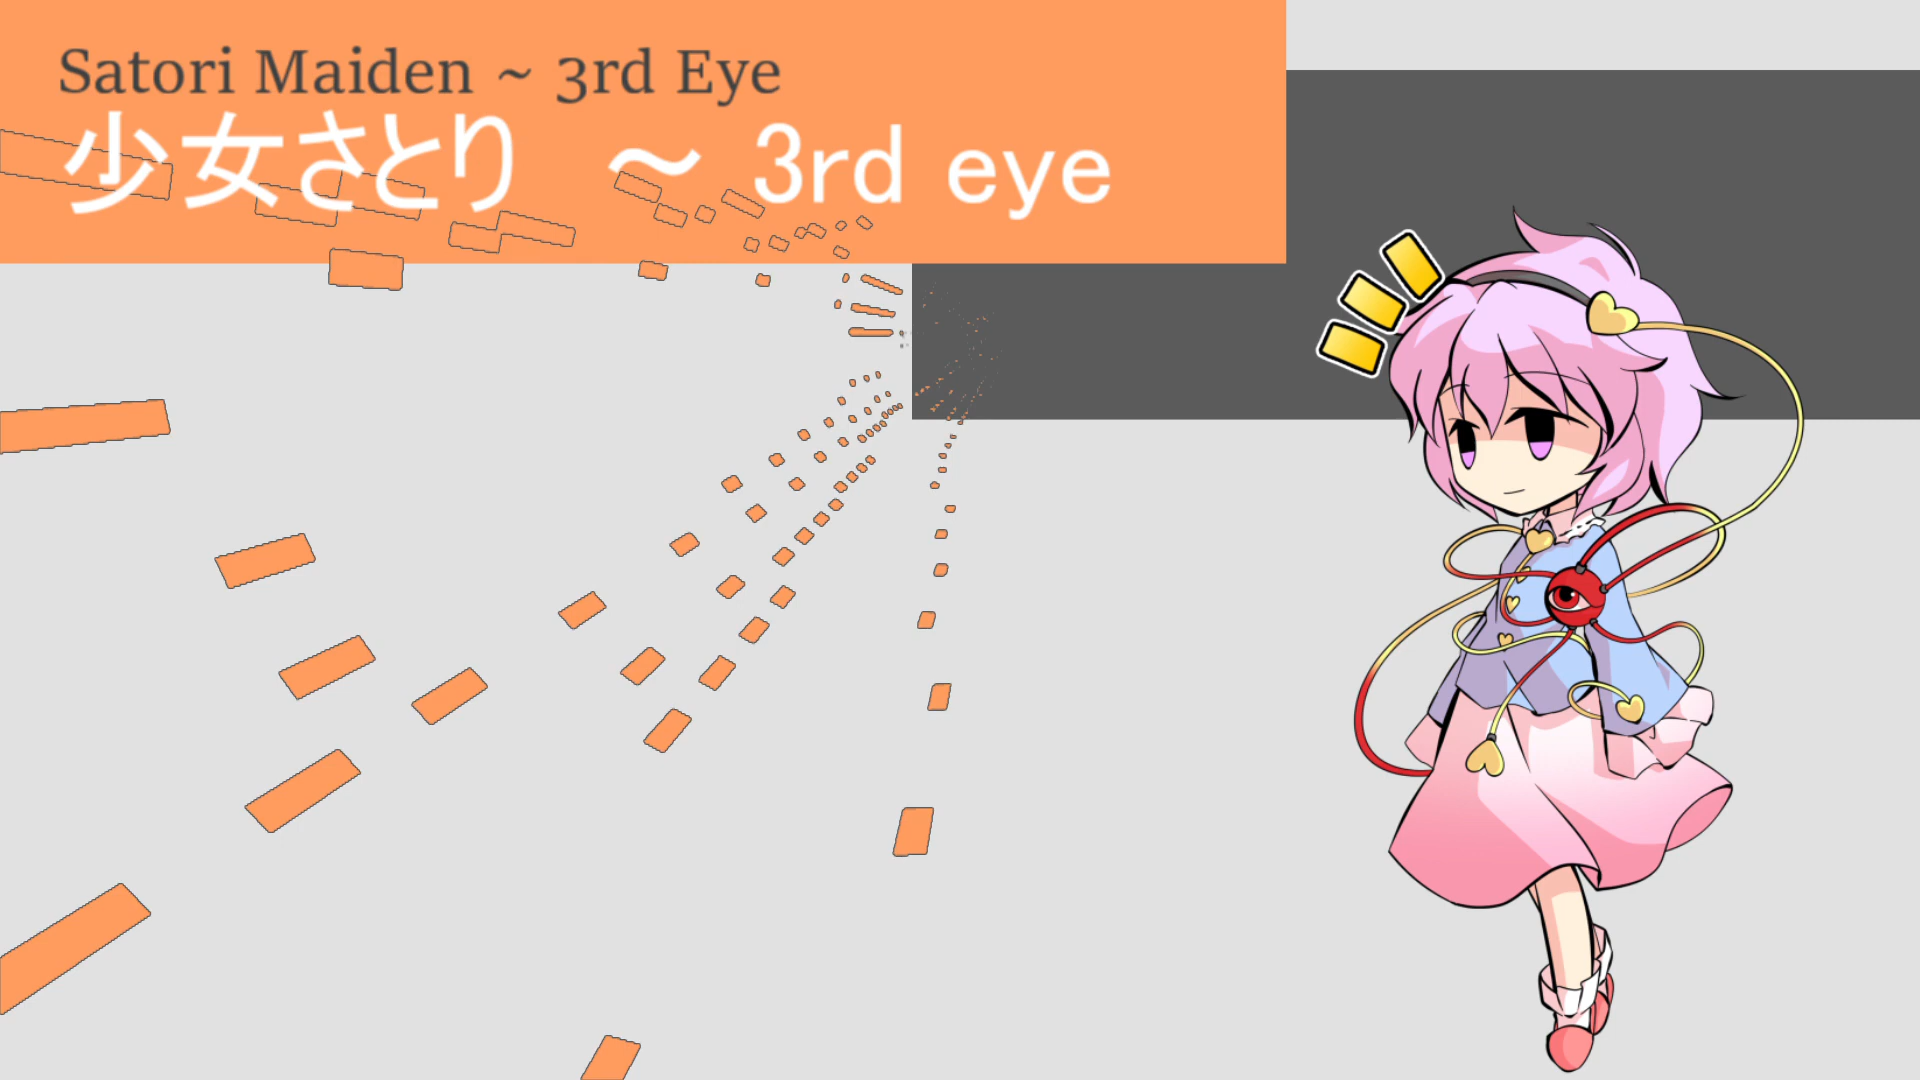 Satori Maiden ~ 3rd Eye
少女さとり　～ 3rd eye